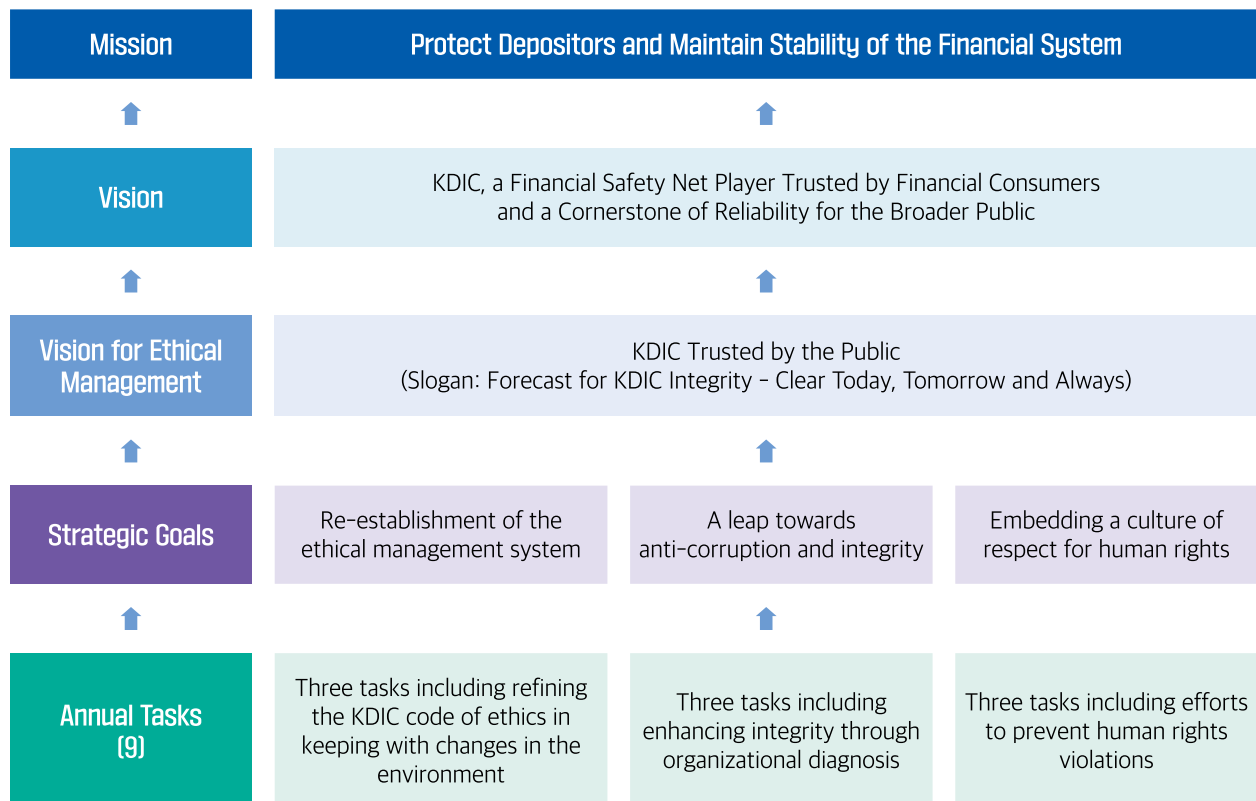 Mission
Protect Depositors and Maintain Stability of the Financial System
Vision
KDIC, a Financial Safety Net Player Trusted by Financial Consumers
and a Cornerstone of Reliability for the Broader Public
Vision for Ethical
Management
KDIC Trusted by the Public
(Slogan: Forecast for KDIC Integrity - Clear Today, Tomorrow and Always)
Strategic Goals
Re-establishment of the
ethical management system
A leap towards
anti-corruption and integrity
Embedding a culture of
respect for human rights
Annual Tasks
(9)
Three tasks including refining
the KDIC code of ethics in
keeping with changes in the
environment
Three tasks including
enhancing integrity through
organizational diagnosis
Three tasks including efforts
to prevent human rights
violations